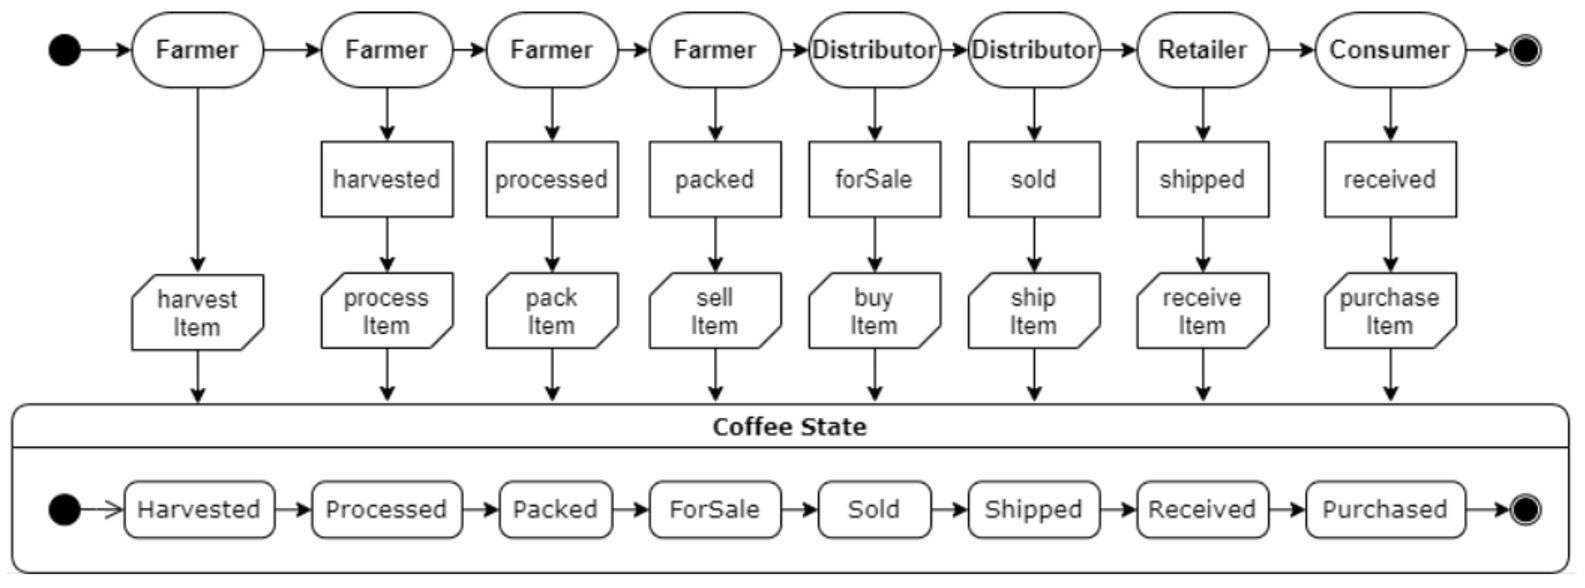 Farmer
Farmer
Farmer
Farmer
Distributor
Distributor
Retailer
Consumer
harvested
processed
packed
forSale
sold
shipped
received
harvest
Item
process
Item
pack
Item
sell
Item
buy
Item
ship
Item
receive
Item
purchase
Item
Coffee State
Harvested
Processed
Packed
ForSale
Sold
Shipped
Received
Purchased